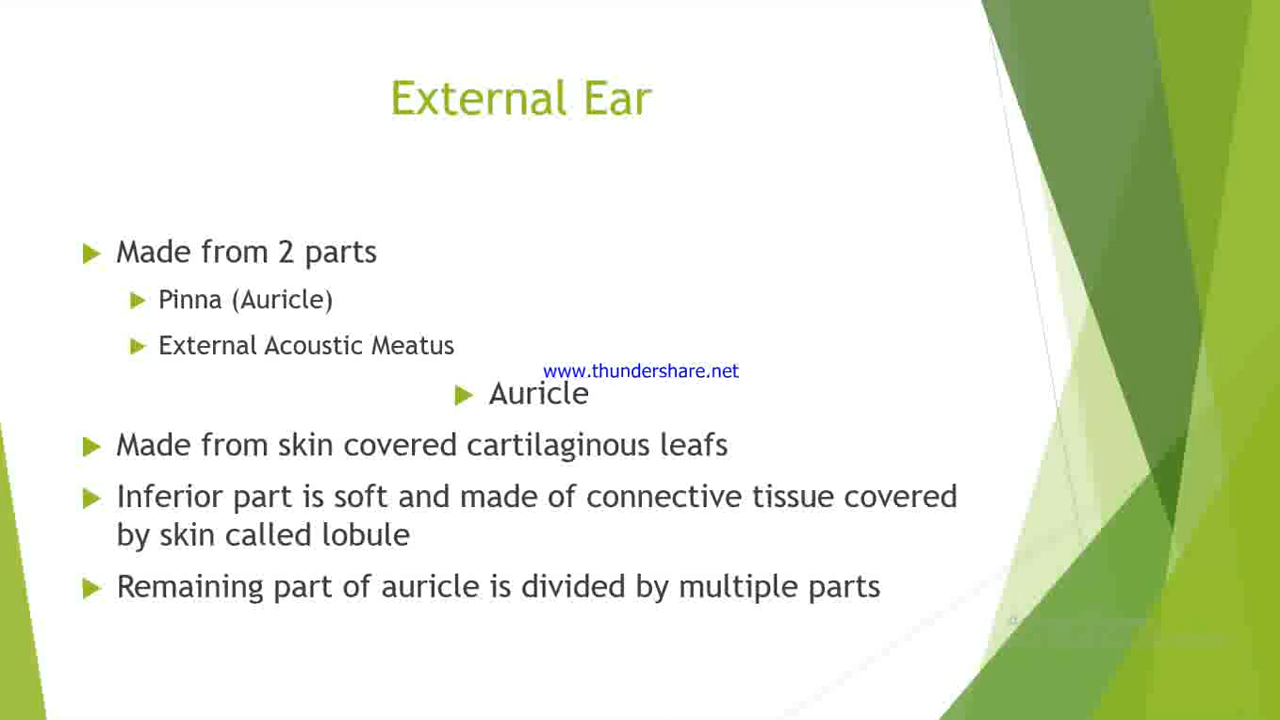 External Ear
Made from 2 parts
Pinna (Auricle)
External Acoustic Meatus
www.thundershare.net
Auricle
Made from skin covered cartilaginous leafs
Inferior part is soft and made of connective tissue covered
by skin called lobule
Remaining part of auricle is divided by multiple parts